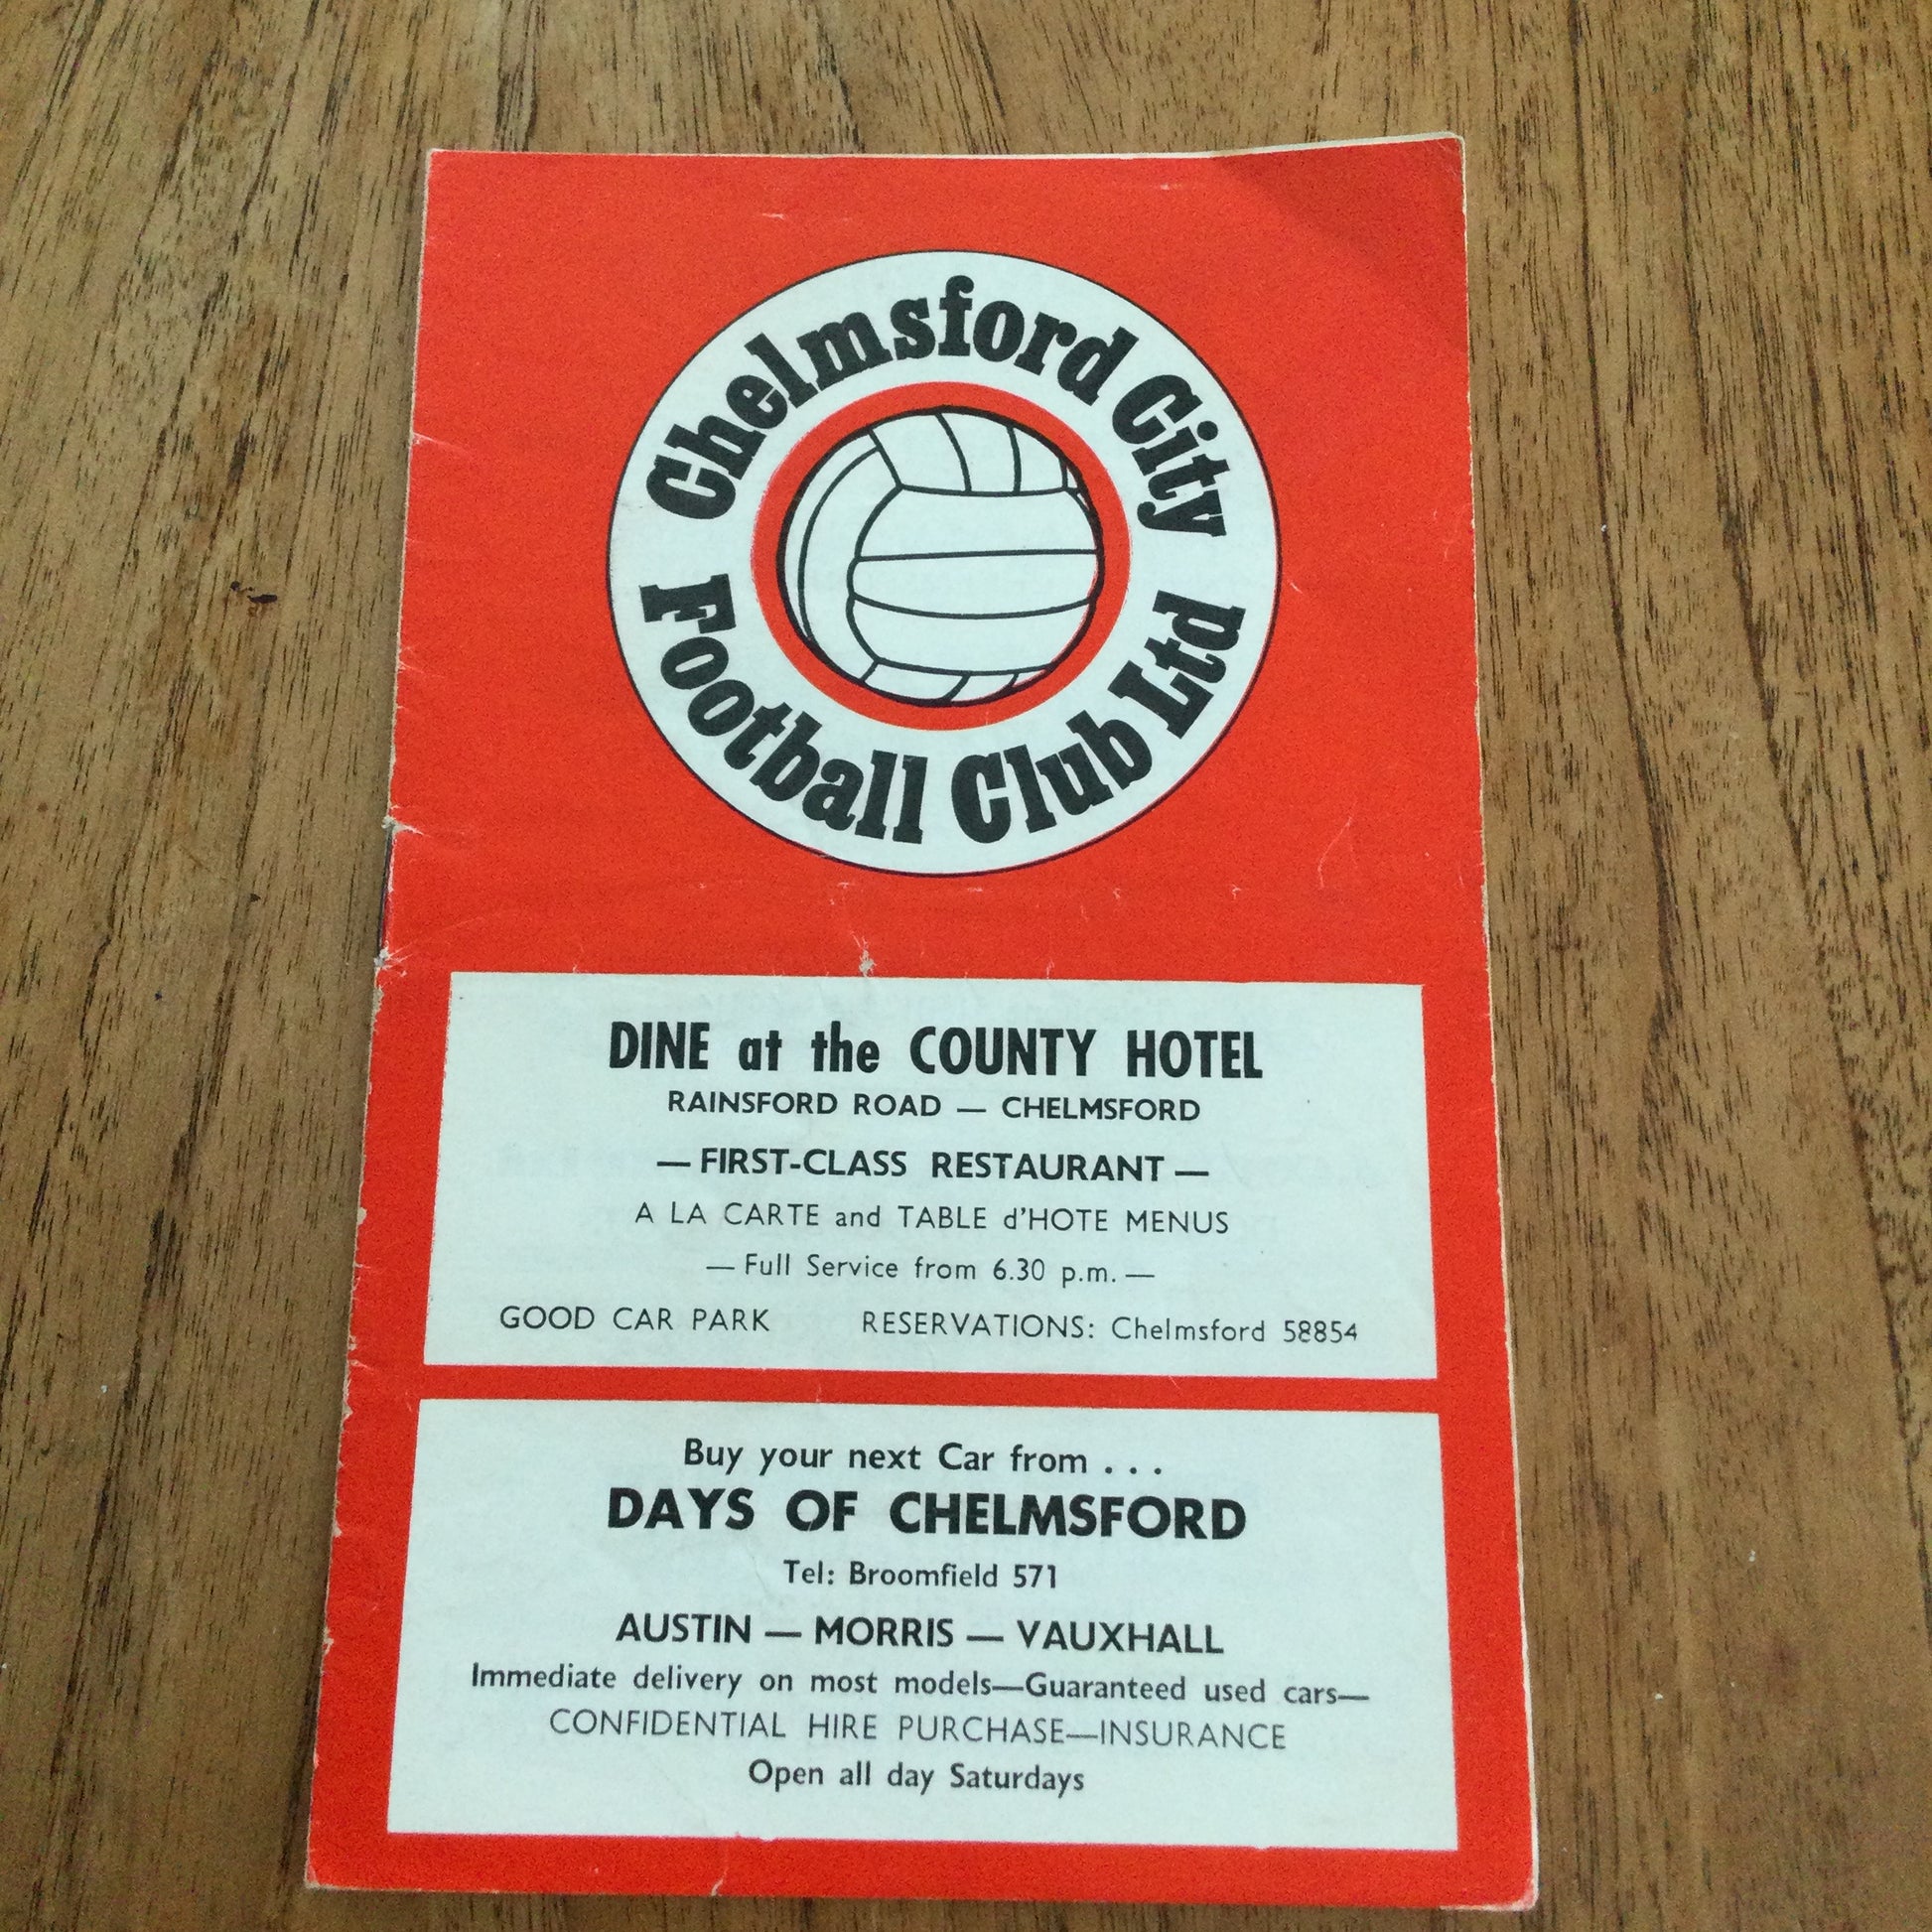 Chelmsford City
Football Club Ltd
DINE at the COUNTY HOTEL
RAINSFORD ROAD — CHELMSFORD
— FIRST-CLASS RESTAURANT —
A LA CARTE and TABLE d'HOTE MENUS
— Full Service from 6.30 p.m. —
GOOD CAR PARK RESERVATIONS: Chelmsford 58854
Buy your next Car from . . .
DAYS OF CHELMSFORD
Tel: Broomfield 571
AUSTIN — MORRIS — VAUXHALL
Immediate delivery on most models—Guaranteed used cars—
CONFIDENTIAL HIRE PURCHASE—INSURANCE
Open all day Saturdays